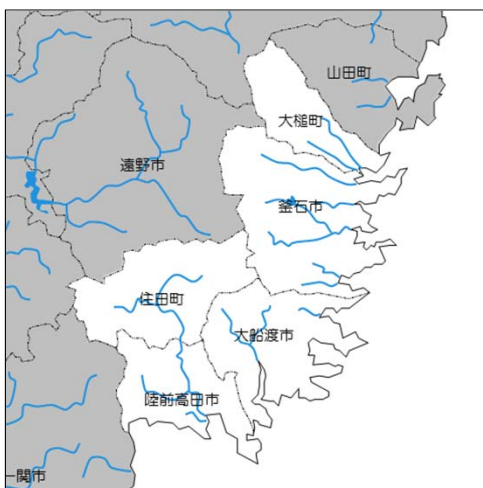 山田町
大槌町
遠野市
釜石市
住田町
大船渡市
陸前高田市
一関市